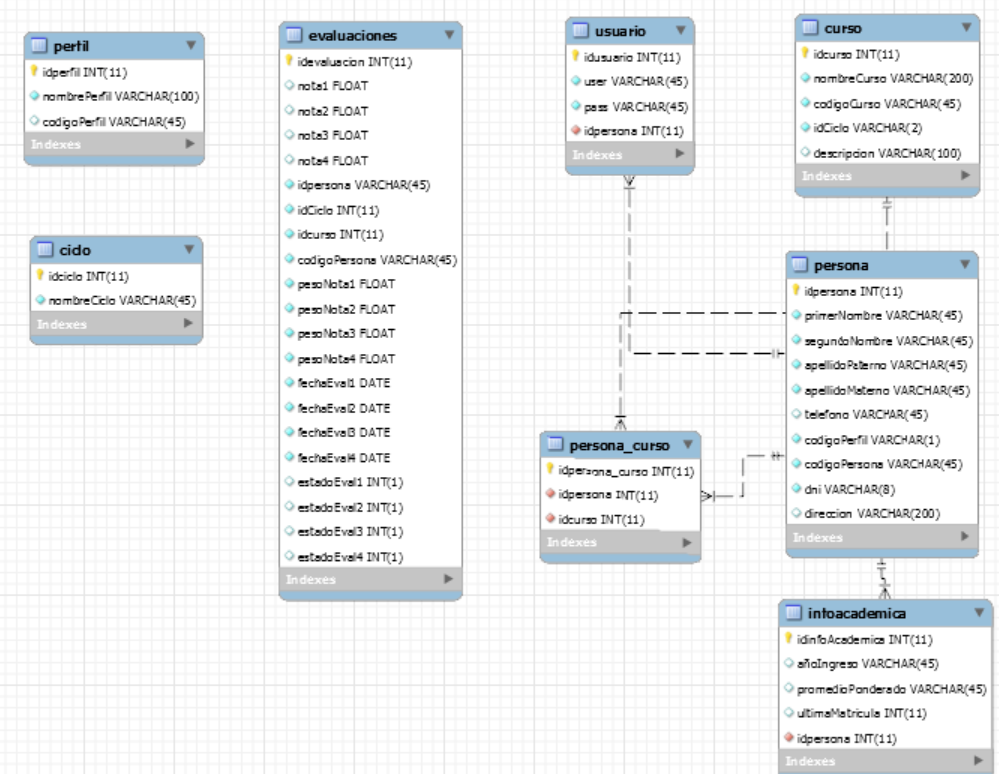 perfil
idperfil INT(11)
nombrePerfil VARCHAR(100)
codigoPerfil VARCHAR(45)
Indexes
ciclo
idciclo INT(11)
nombreCiclo VARCHAR(45)
Indexes
evaluaciones
idevaluacion INT(11)
nota1 FLOAT
nota2 FLOAT
nota3 FLOAT
nota4 FLOAT
idpersona VARCHAR(45)
idCiclo INT(11)
idcurso INT(11)
codigoPersona VARCHAR(45)
pesoNota1 FLOAT
pesoNota2 FLOAT
pesoNota3 FLOAT
pesoNota4 FLOAT
fechaEval1 DATE
fechaEval2 DATE
fechaEval3 DATE
fechaEval4 DATE
estadoEval1 INT(1)
estadoEval2 INT(1)
estadoEval3 INT(1)
estadoEval4 INT(1)
Indexes
usuario
idusuario INT(11)
user VARCHAR(45)
pass VARCHAR(45)
idpersona INT(11)
Indexes
persona_curso
idpersona_curso INT(11)
idpersona INT(11)
idcurso INT(11)
Indexes
curso
idcurso INT(11)
nombreCurso VARCHAR(200)
codigoCurso VARCHAR(45)
idCiclo VARCHAR(2)
descripcion VARCHAR(100)
Indexes
persona
idpersona INT(11)
primerNombre VARCHAR(45)
segundoNombre VARCHAR(45)
apellidoPaterno VARCHAR(45)
apellidoMaterno VARCHAR(45)
telefono VARCHAR(45)
codigoPerfil VARCHAR(1)
codigoPersona VARCHAR(45)
dni VARCHAR(8)
direccion VARCHAR(200)
Indexes
infoacademica
idinfoAcademica INT(11)
añoIngreso VARCHAR(45)
promedioPonderado VARCHAR(45)
ultimaMatricula INT(11)
idpersona INT(11)
Indexes